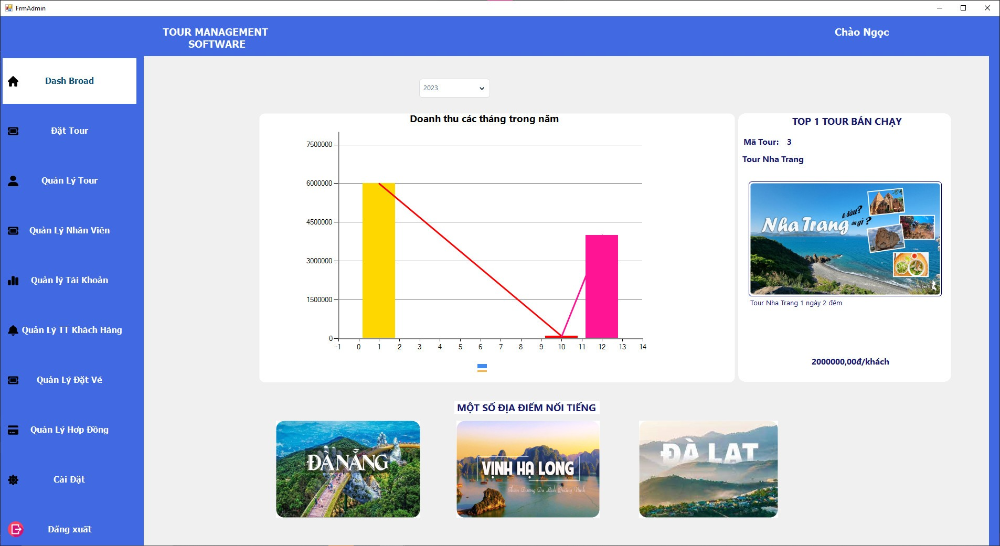 FrmAdmin
TOUR MANAGEMENT
SOFTWARE
Chào Ngọc
Dash Broad
Đặt Tour
Quản Lý Tour
Quản Lý Nhân Viên
Quản lý Tài Khoản
Quản Lý TT Khách Hàng
Quản Lý Đặt Vé
Quản Lý Hợp Đồng
Cài Đặt
Đăng xuất
2023
Doanh thu các tháng trong năm
7500000
6000000
4500000
3000000
1500000
0
-1 0 1 2 3 4 5 6 7 8 9 10 11 12 13 14
TOP 1 TOUR BÁN CHẠY
Mã Tour: 3
Tour Nha Trang
Nha Trang
đi đâu?
ăn gì ?
Tour Nha Trang 1 ngày 2 đêm
2000000,00đ/khách
MỘT SỐ ĐỊA ĐIỂM NỔI TIẾNG
ĐÀ NẴNG
VỊNH HẠ LONG
Thiên Đường Du Lịch Quảng Ninh
ĐÀ LẠT